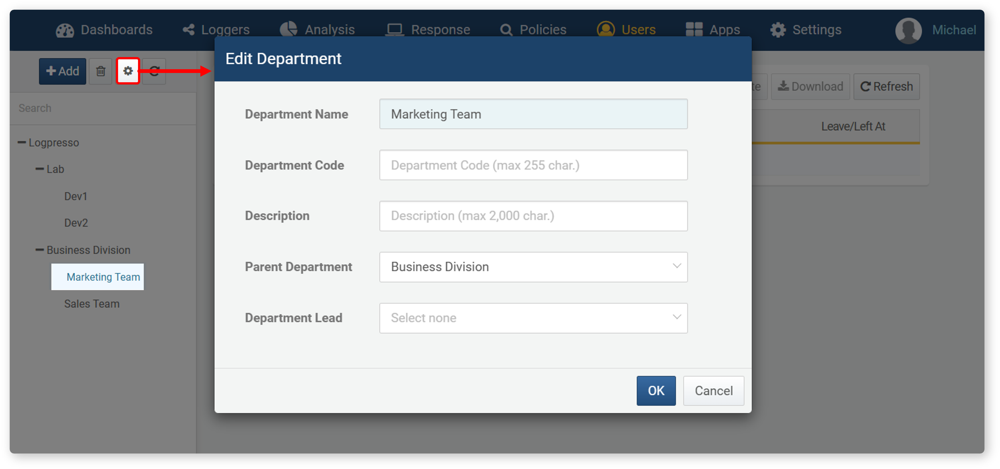 Dashboards Loggers Analysis Response Policies Users Apps Settings Michael
Add
Search
Logpresso
Lab
Dev1
Dev2
Business Division
Marketing Team
Sales Team
Edit Department
Department Name Marketing Team
Department Code Department Code (max 255 char.)
Description Description (max 2,000 char.)
Parent Department Business Division
Department Lead Select none
OK Cancel
te Download Refresh
Leave/Left At